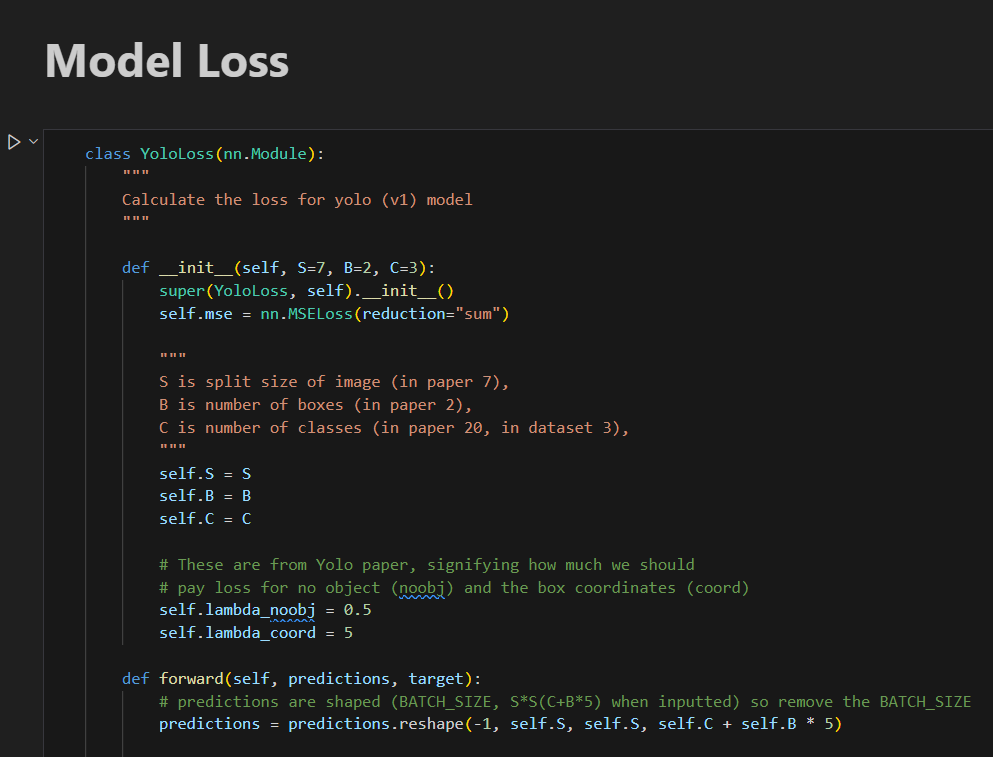 Model Loss
class YoloLoss(nn.Module):
"""
Calculate the loss for yolo (v1) model
"""
def __init__(self, S=7, B=2, C=3):
super(YoloLoss, self).__init__()
self.mse = nn.MSELoss(reduction="sum")
"""
S is split size of image (in paper 7),
B is number of boxes (in paper 2),
C is number of classes (in paper 20, in dataset 3),
"""
self.S = S
self.B = B
self.C = C
# These are from Yolo paper, signifying how much we should
# pay loss for no object (noobj) and the box coordinates (coord)
self.lambda_noobj = 0.5
self.lambda_coord = 5
def forward(self, predictions, target):
# predictions are shaped (BATCH_SIZE, S*S(C+B*5) when inputted) so remove the BATCH_SIZE
predictions = predictions.reshape(-1, self.S, self.S, self.C + self.B * 5)